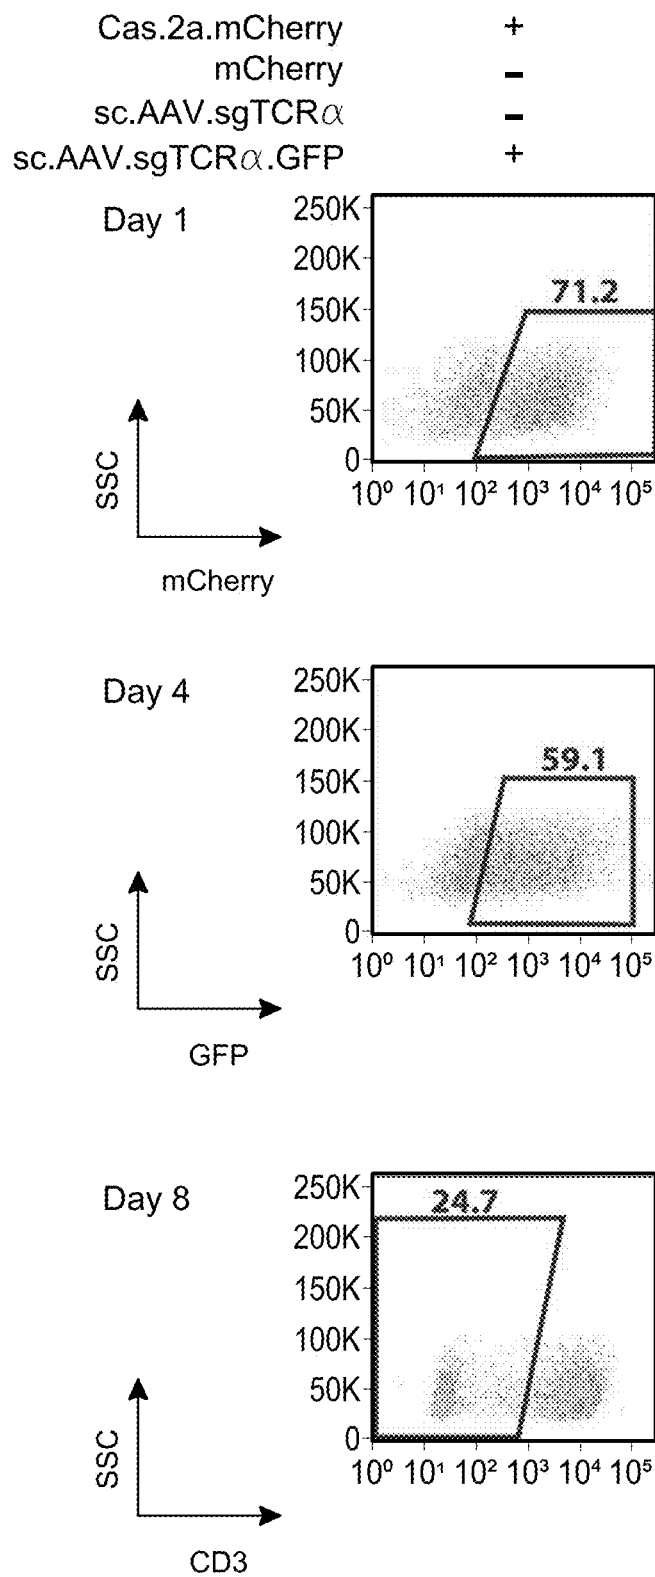 Cas.2a.mCherry +
mCherry -
sc.AAV.sgTCRα -
sc.AAV.sgTCRα.GFP +
Day 1
250K
200K
150K
100K
50K
0
71.2
10⁰ 10¹ 10² 10³ 10⁴ 10⁵
SSC
mCherry
Day 4
250K
200K
150K
100K
50K
0
59.1
10⁰ 10¹ 10² 10³ 10⁴ 10⁵
SSC
GFP
Day 8
250K
200K
150K
100K
50K
0
24.7
10⁰ 10¹ 10² 10³ 10⁴ 10⁵
SSC
CD3